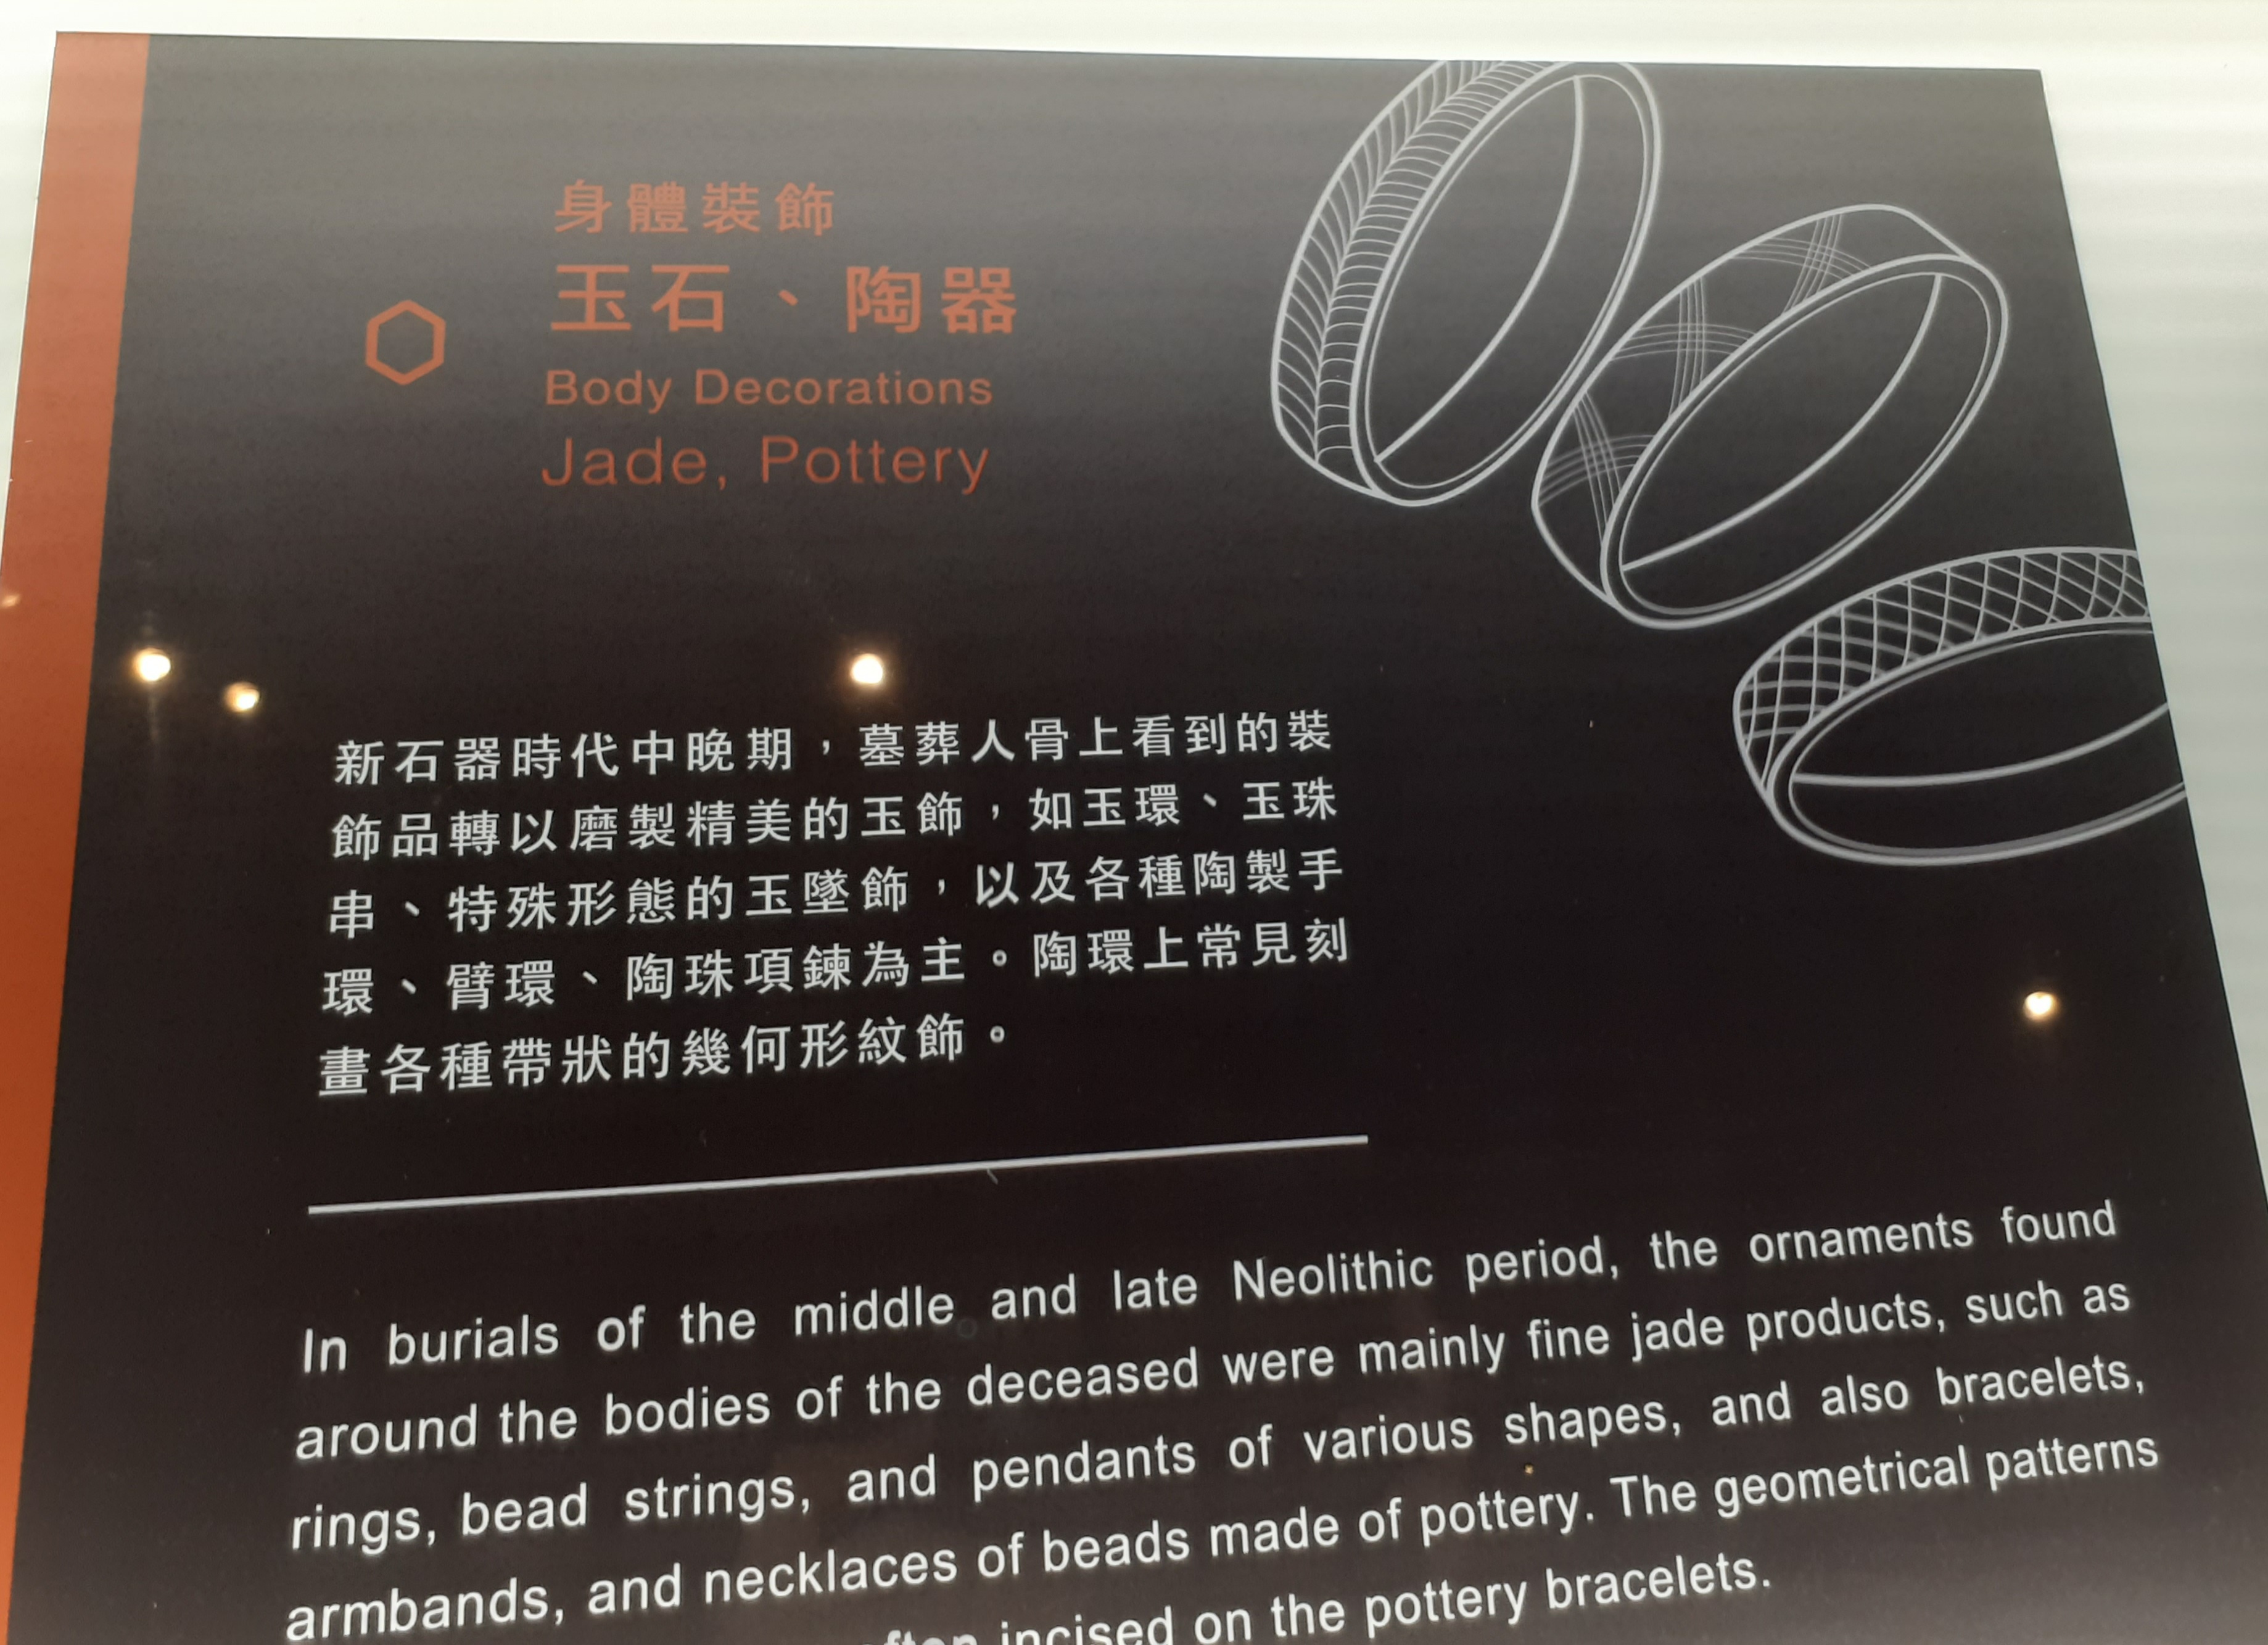 身體裝飾
玉石、陶器
Body Decorations
Jade, Pottery
新石器時代中晚期，墓葬人骨上看到的裝
飾品轉以磨製精美的玉飾，如玉環、玉珠
串、特殊形態的玉墜飾，以及各種陶製手
環、臂環、陶珠項鍊為主。陶環上常見刻
畫各種帶狀的幾何形紋飾。
In burials of the middle and late Neolithic period, the ornaments found
around the bodies of the deceased were mainly fine jade products, such as
rings, bead strings, and pendants of various shapes, and also bracelets,
armbands, and necklaces of beads made of pottery. The geometrical patterns
often incised on the pottery bracelets.